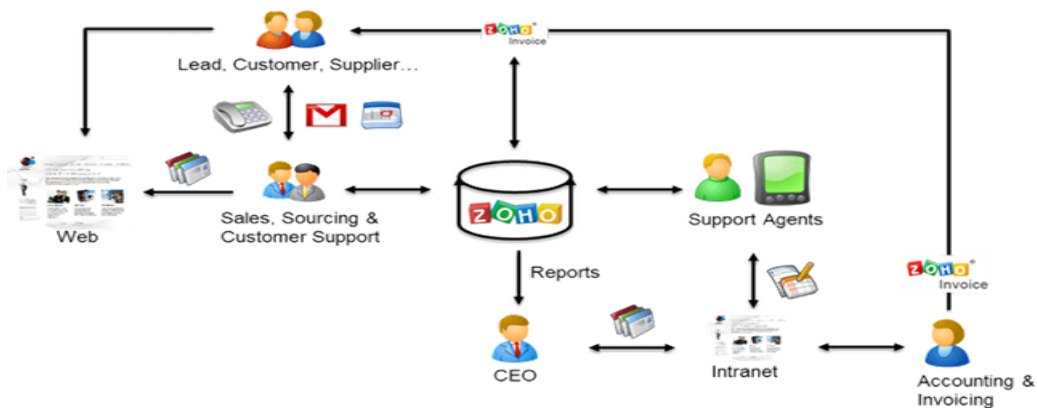 ZOHO
Invoice
Lead, Customer, Supplier...
Web
Sales, Sourcing &
Customer Support
ZOHO
Support Agents
Reports
ZOHO
Invoice
CEO
Intranet
Accounting &
Invoicing